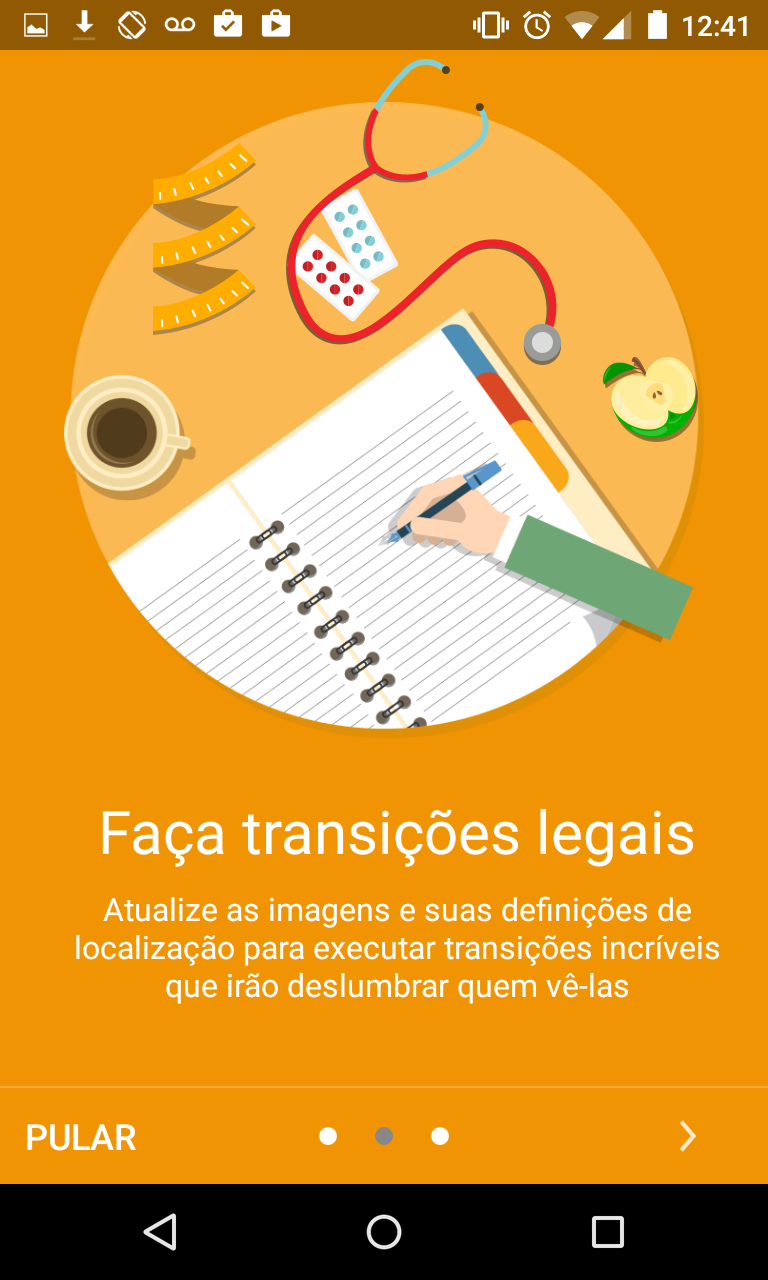 12:41
Faça transições legais
Atualize as imagens e suas definições de
localização para executar transições incríveis
que irão deslumbrar quem vê-las
PULAR